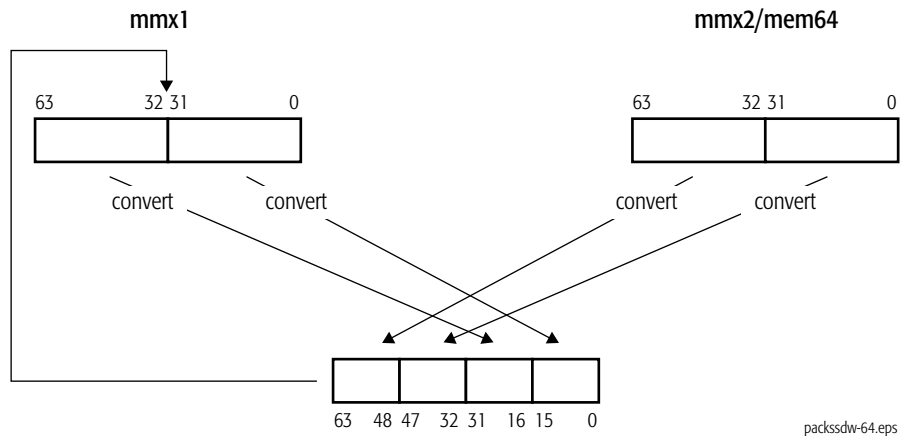 mmx1 mmx2/mem64
63 32 31 0 63 32 31 0
convert convert convert convert
63 48 47 32 31 16 15 0
packssdw-64.eps